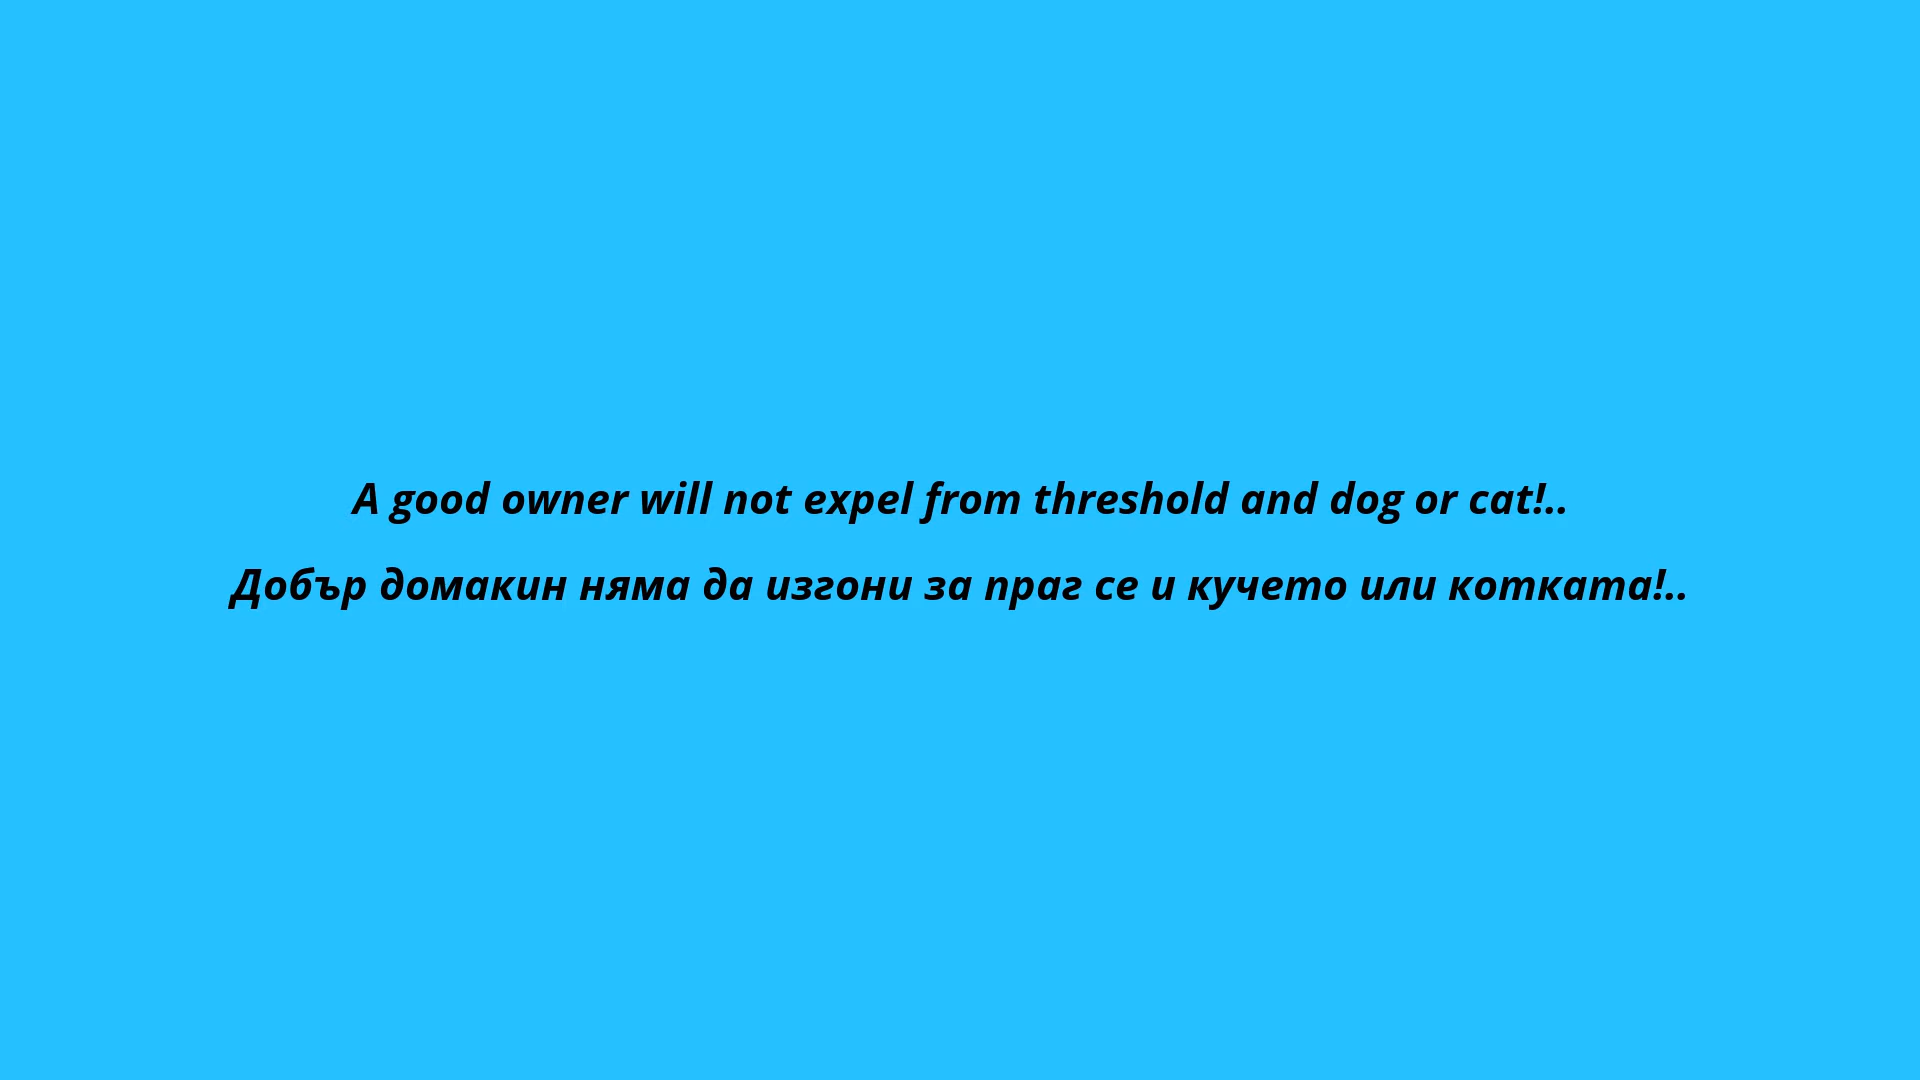 A good owner will not expel from threshold and dog or cat!..
Добър домакин няма да изгони за праг се и кучето или котката!..